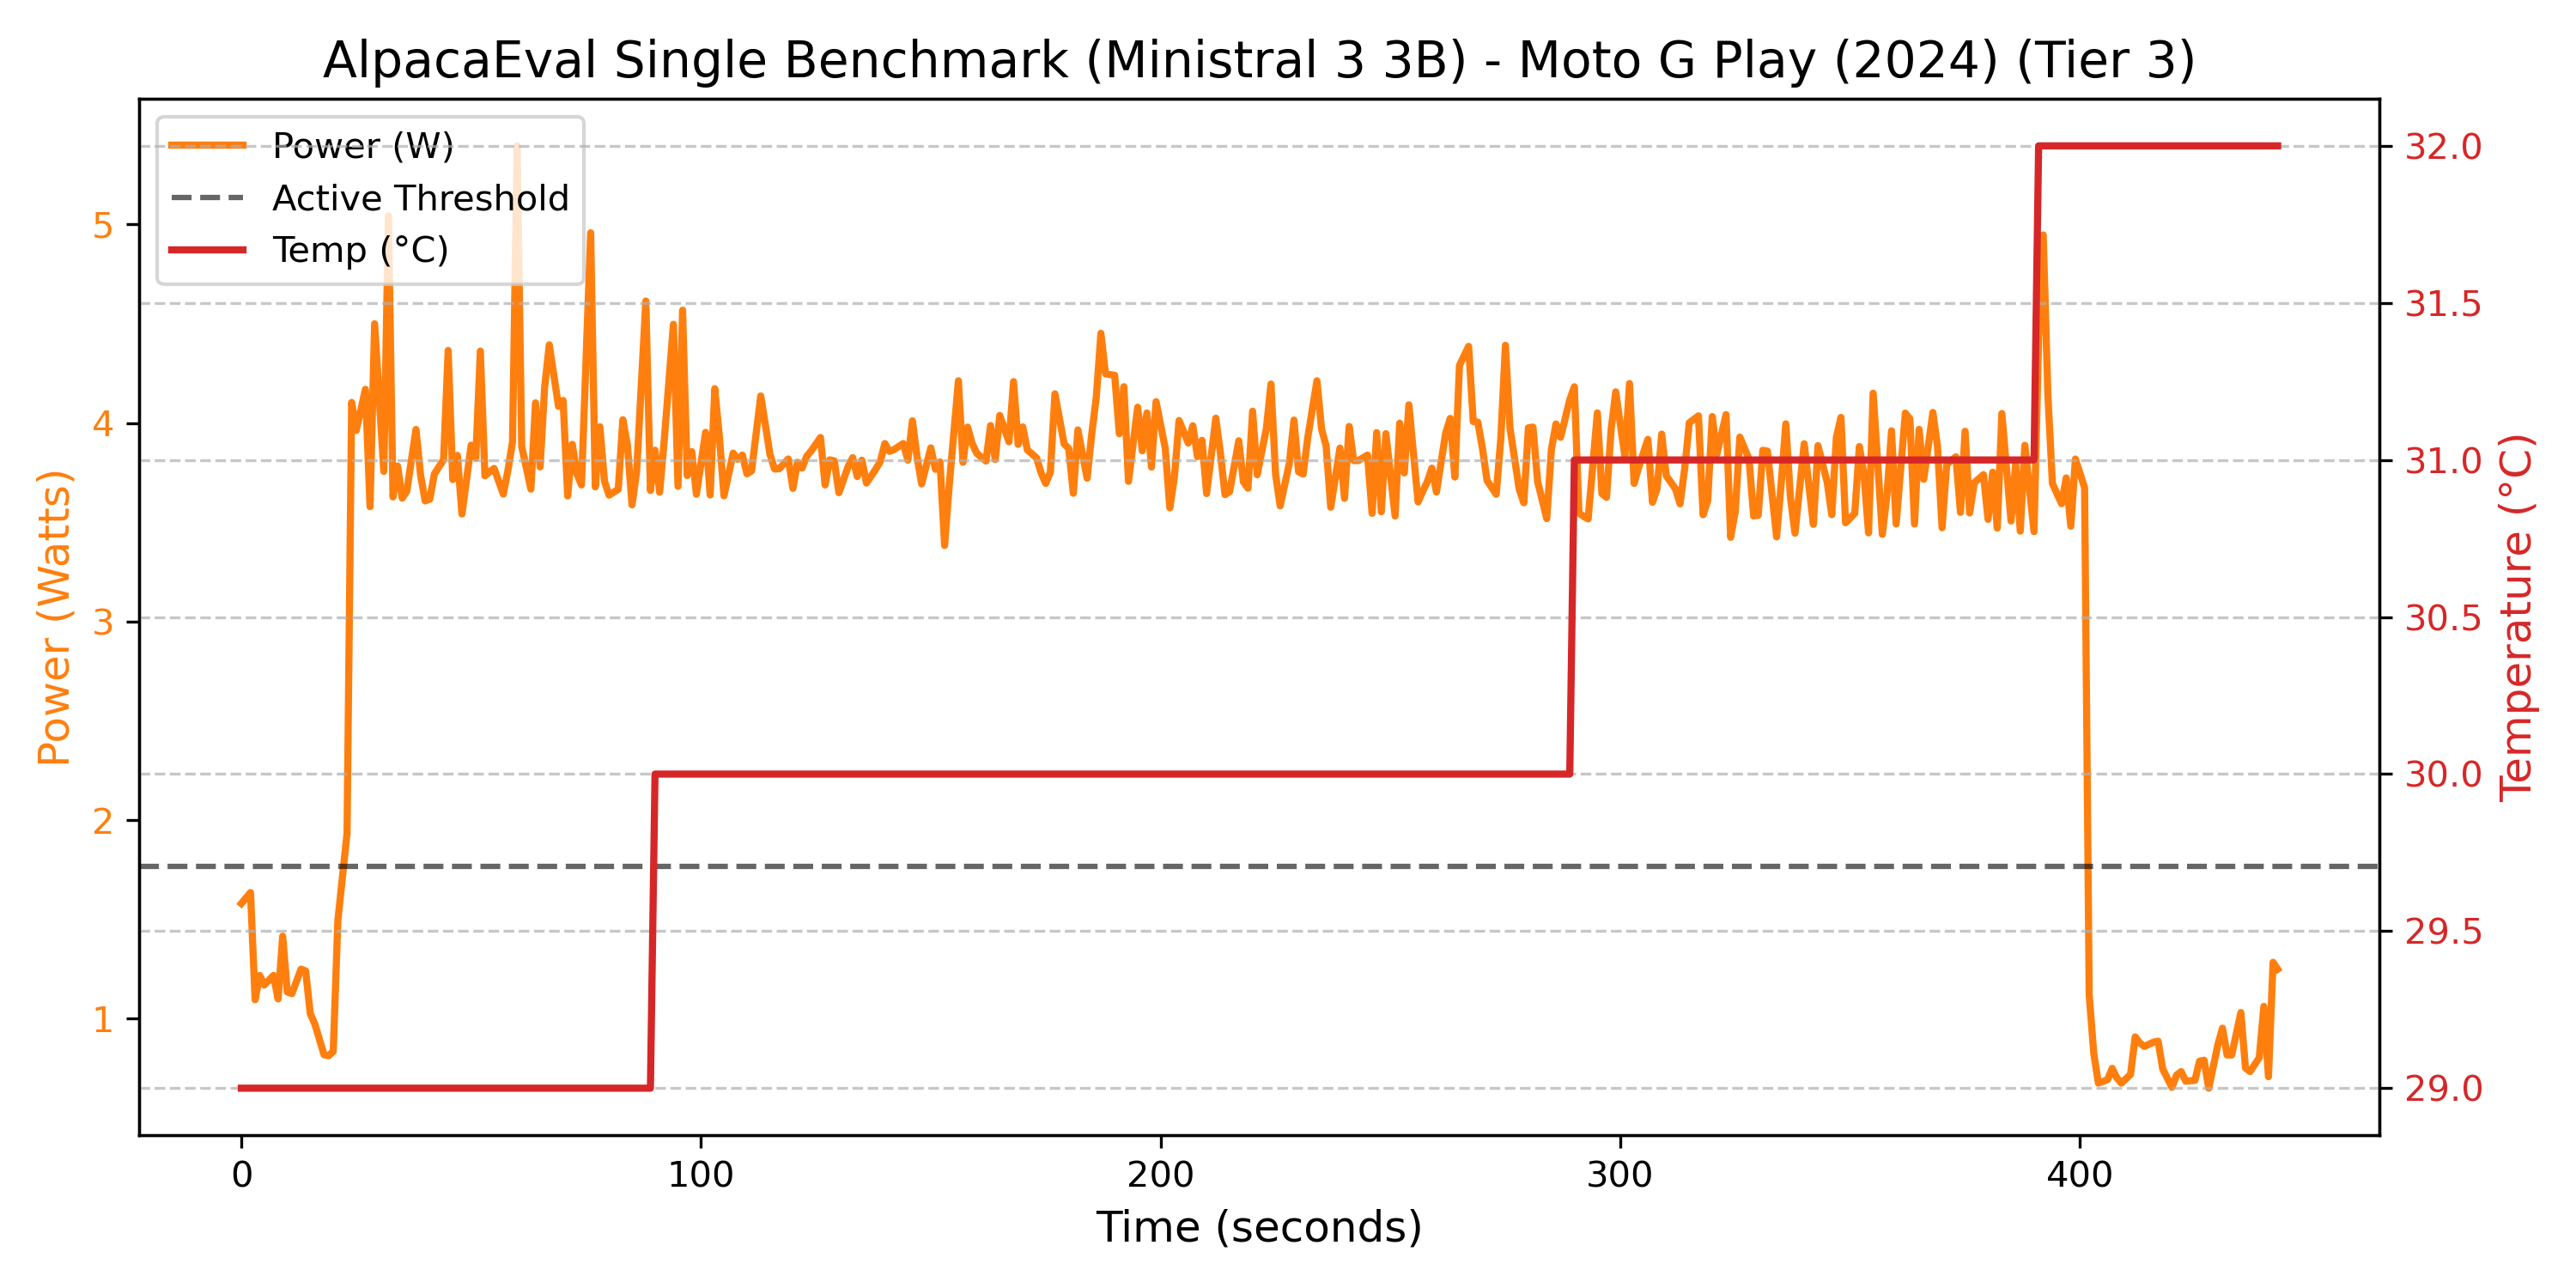 AlpacaEval Single Benchmark (Ministral 3 3B) - Moto G Play (2024) (Tier 3)
Power (W)
Active Threshold
Temp (°C)
Power (Watts)
5
4
3
2
1
32.0
31.5
31.0
30.5
30.0
29.5
29.0
Temperature (°C)
0 100 200 300 400
Time (seconds)